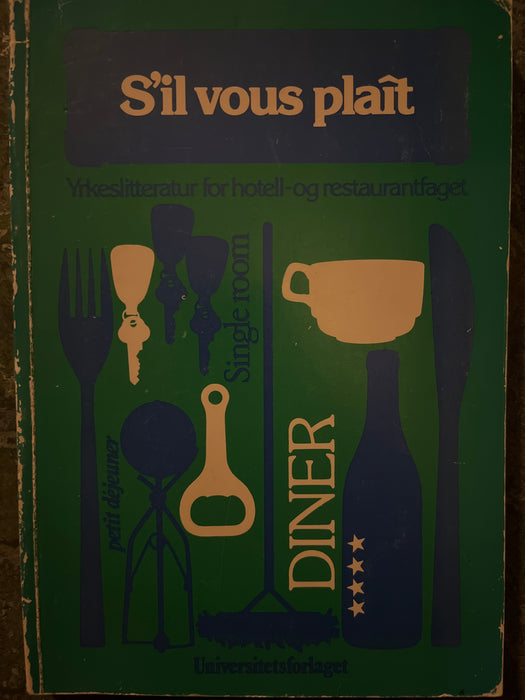 S'il vous plaît
Yrkeslitteratur for hotell- og restaurantfaget
Single room
petit déjeuner
DINER
Universitetsforlaget